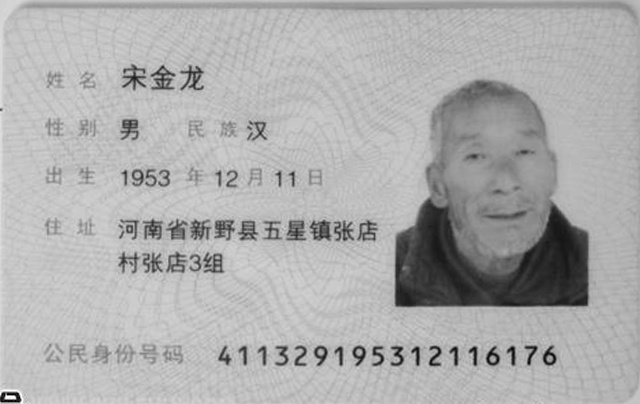 姓名 宋金龙
性别 男 民族 汉
出生 1953 年 12 月 11 日
住址 河南省新野县五星镇张店
村张店3组
公民身份号码 411329195312116176